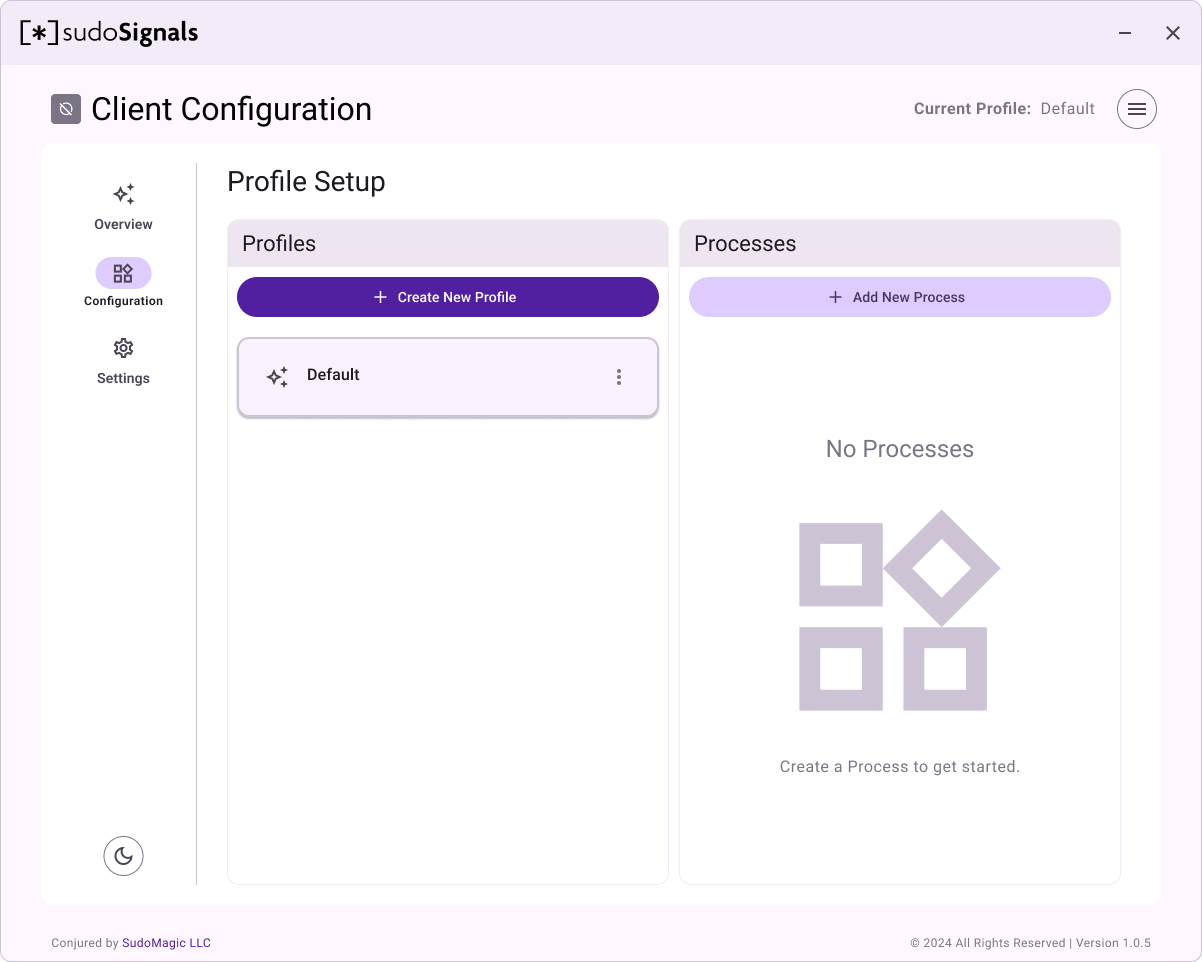 [*]sudoSignals
Client Configuration
Current Profile: Default
Overview
Configuration
Settings
Profile Setup
Profiles
+ Create New Profile
Default
Processes
+ Add New Process
No Processes
Create a Process to get started.
Conjured by SudoMagic LLC
© 2024 All Rights Reserved | Version 1.0.5